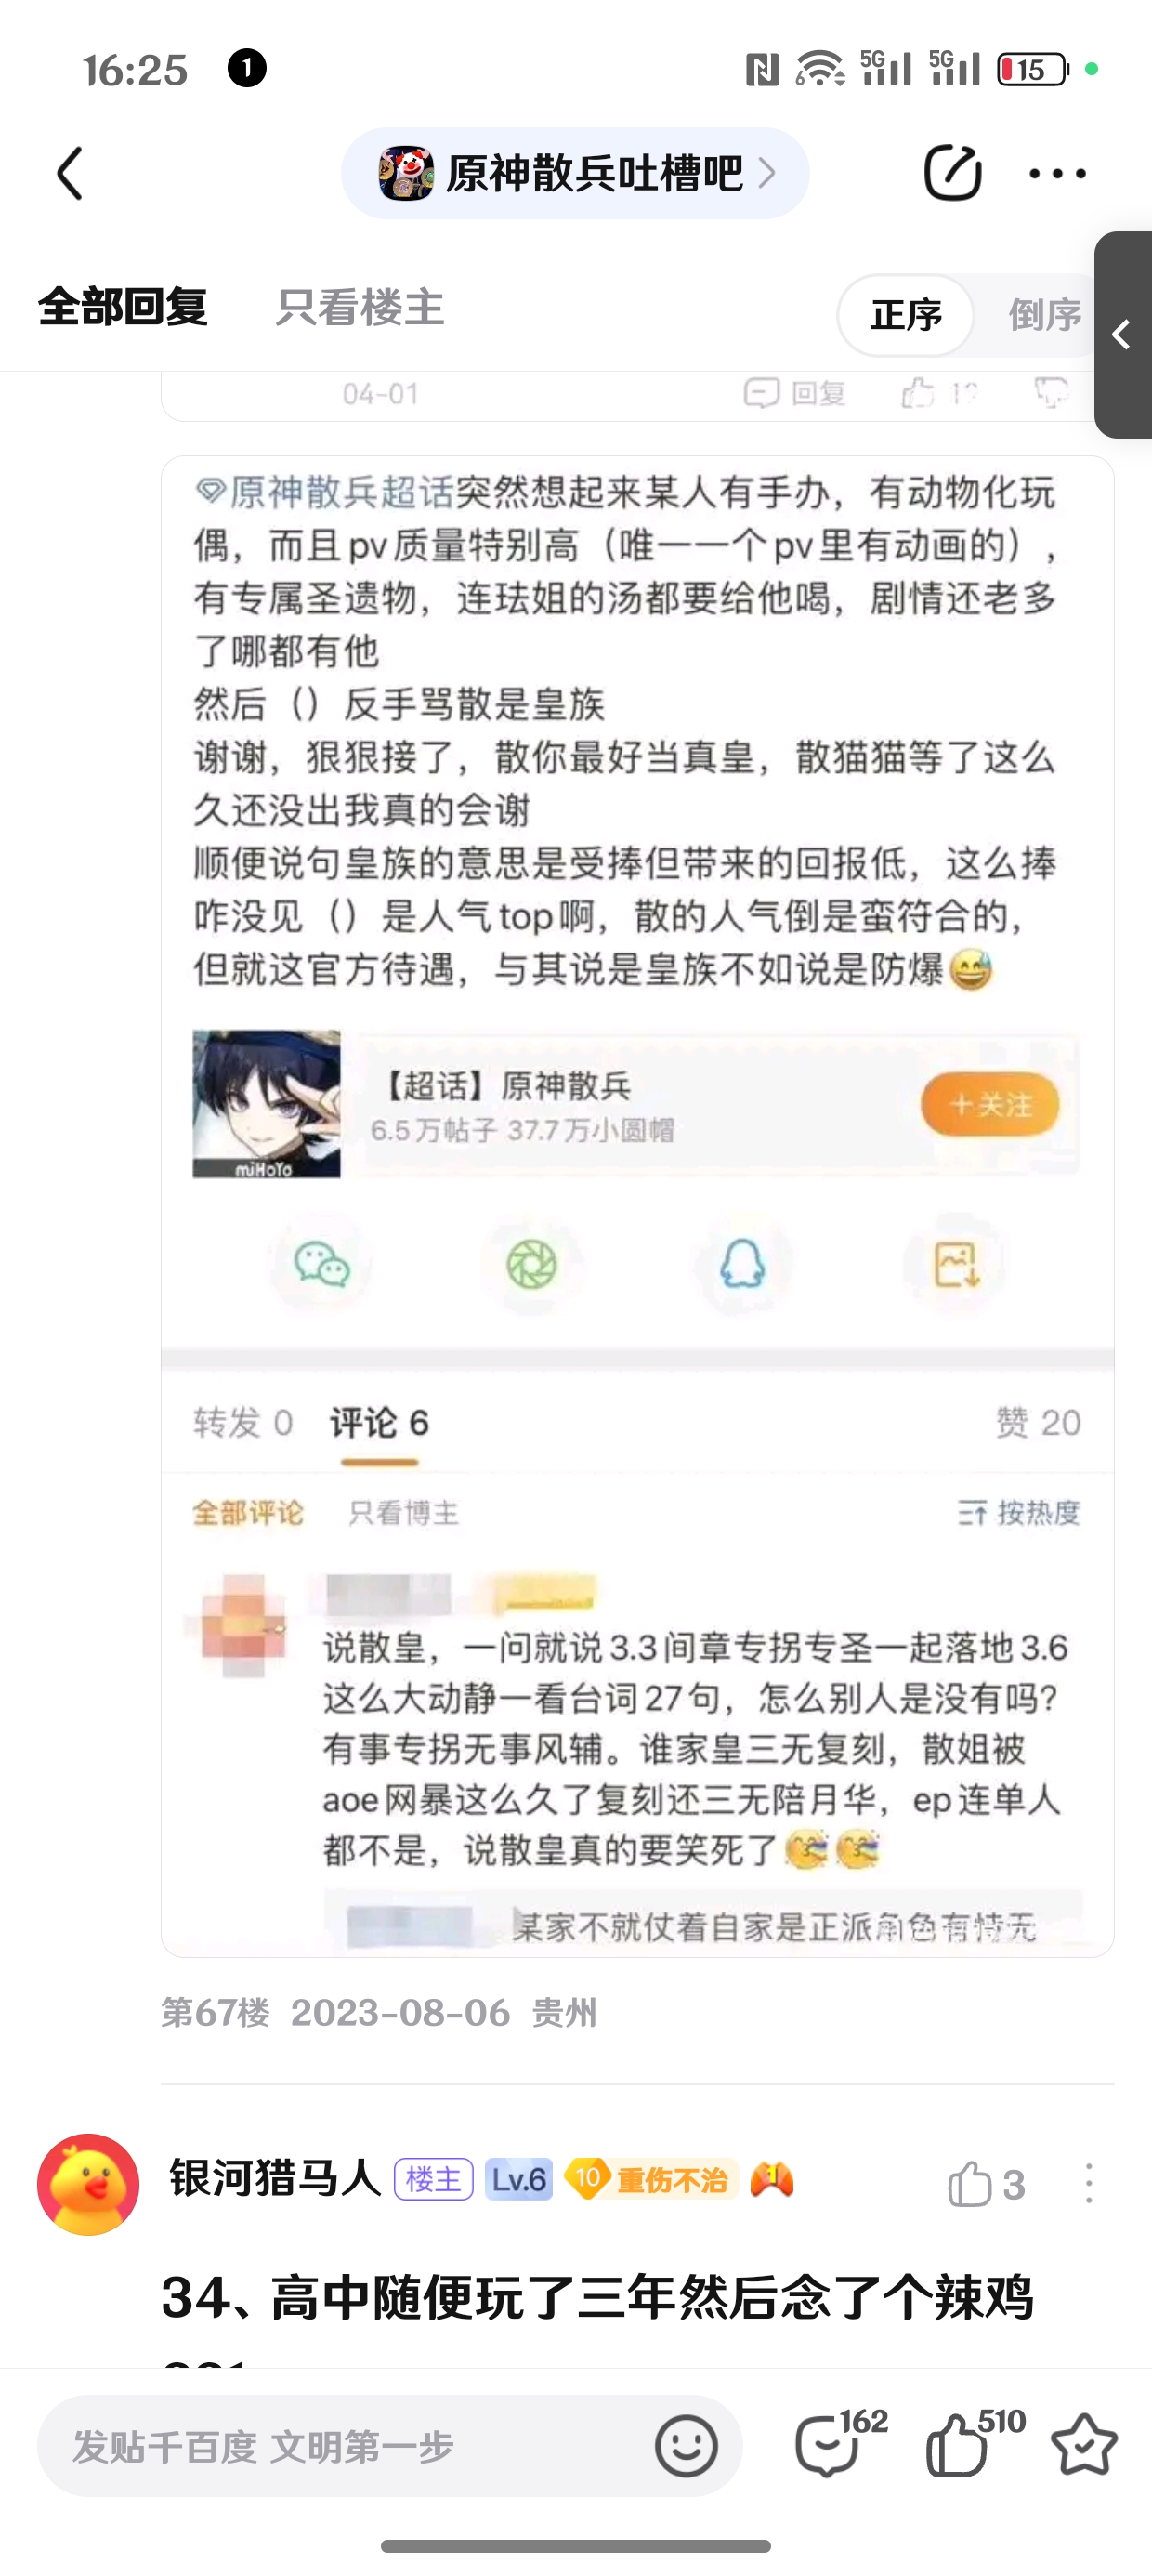 16:25
1
6
5G
5G
15
原神散兵吐槽吧
全部回复
只看楼主
正序
倒序
04-01
回复
原神散兵超话突然想起来某人有手办，有动物化玩
偶，而且pv质量特别高（唯一一个pv里有动画的），
有专属圣遗物，连珐姐的汤都要给他喝，剧情还老多
了哪都有他
然后（）反手骂散是皇族
谢谢，狠狠接了，散你最好当真皇，散猫猫等了这么
久还没出我真的会谢
顺便说句皇族的意思是受捧但带来的回报低，这么捧
咋没见（）是人气top啊，散的人气倒是蛮符合的，
但就这官方待遇，与其说是皇族不如说是防爆
miHoYo
【超话】原神散兵
6.5万帖子 37.7万小圆帽
+关注
转发 0
评论 6
赞 20
全部评论
只看博主
按热度
说散皇，一问就说3.3间章专拐专圣一起落地3.6
这么大动静一看台词27句，怎么别人是没有吗？
有事专拐无事风辅。谁家皇三无复刻，散姐被
aoe网暴这么久了复刻还三无陪月华，ep连单人
都不是，说散皇真的要笑死了
某家不就仗着自家是正派
第67楼 2023-08-06 贵州
银河猎马人
楼主
Lv.6
10
重伤不治
1
3
34、高中随便玩了三年然后念了个辣鸡
发贴千百度 文明第一步
162
510